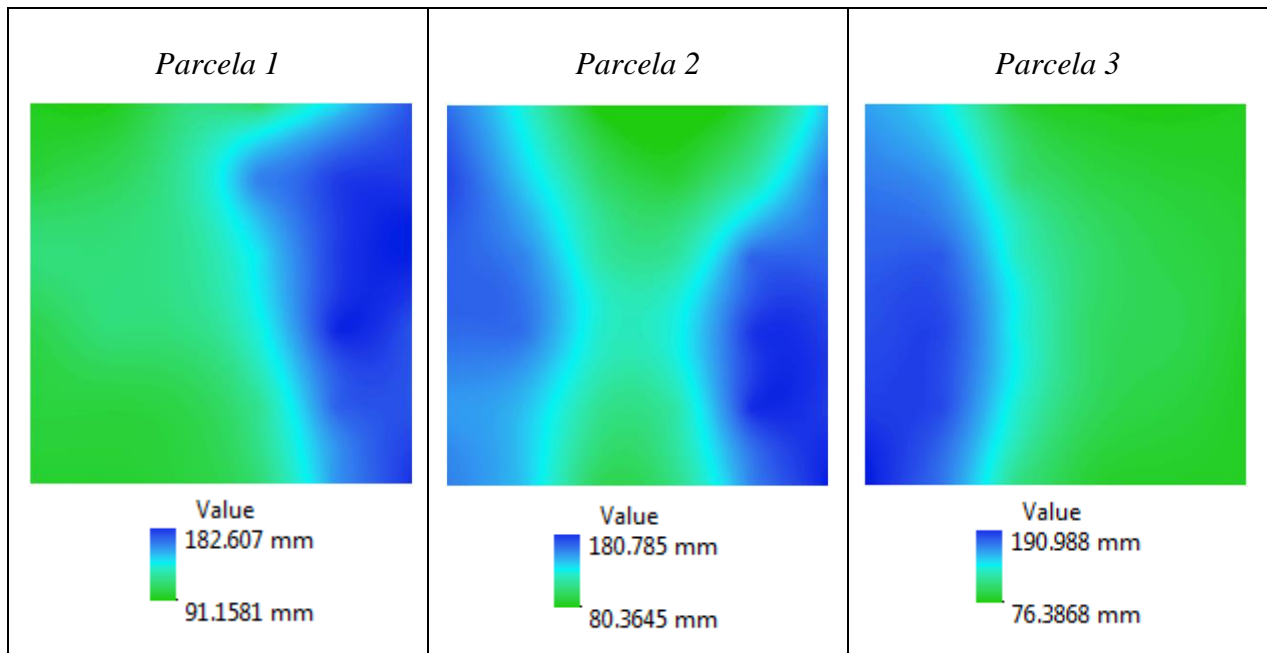 Parcela 1
Value
182.607 mm
91.1581 mm
Parcela 2
Value
180.785 mm
80.3645 mm
Parcela 3
Value
190.988 mm
76.3868 mm